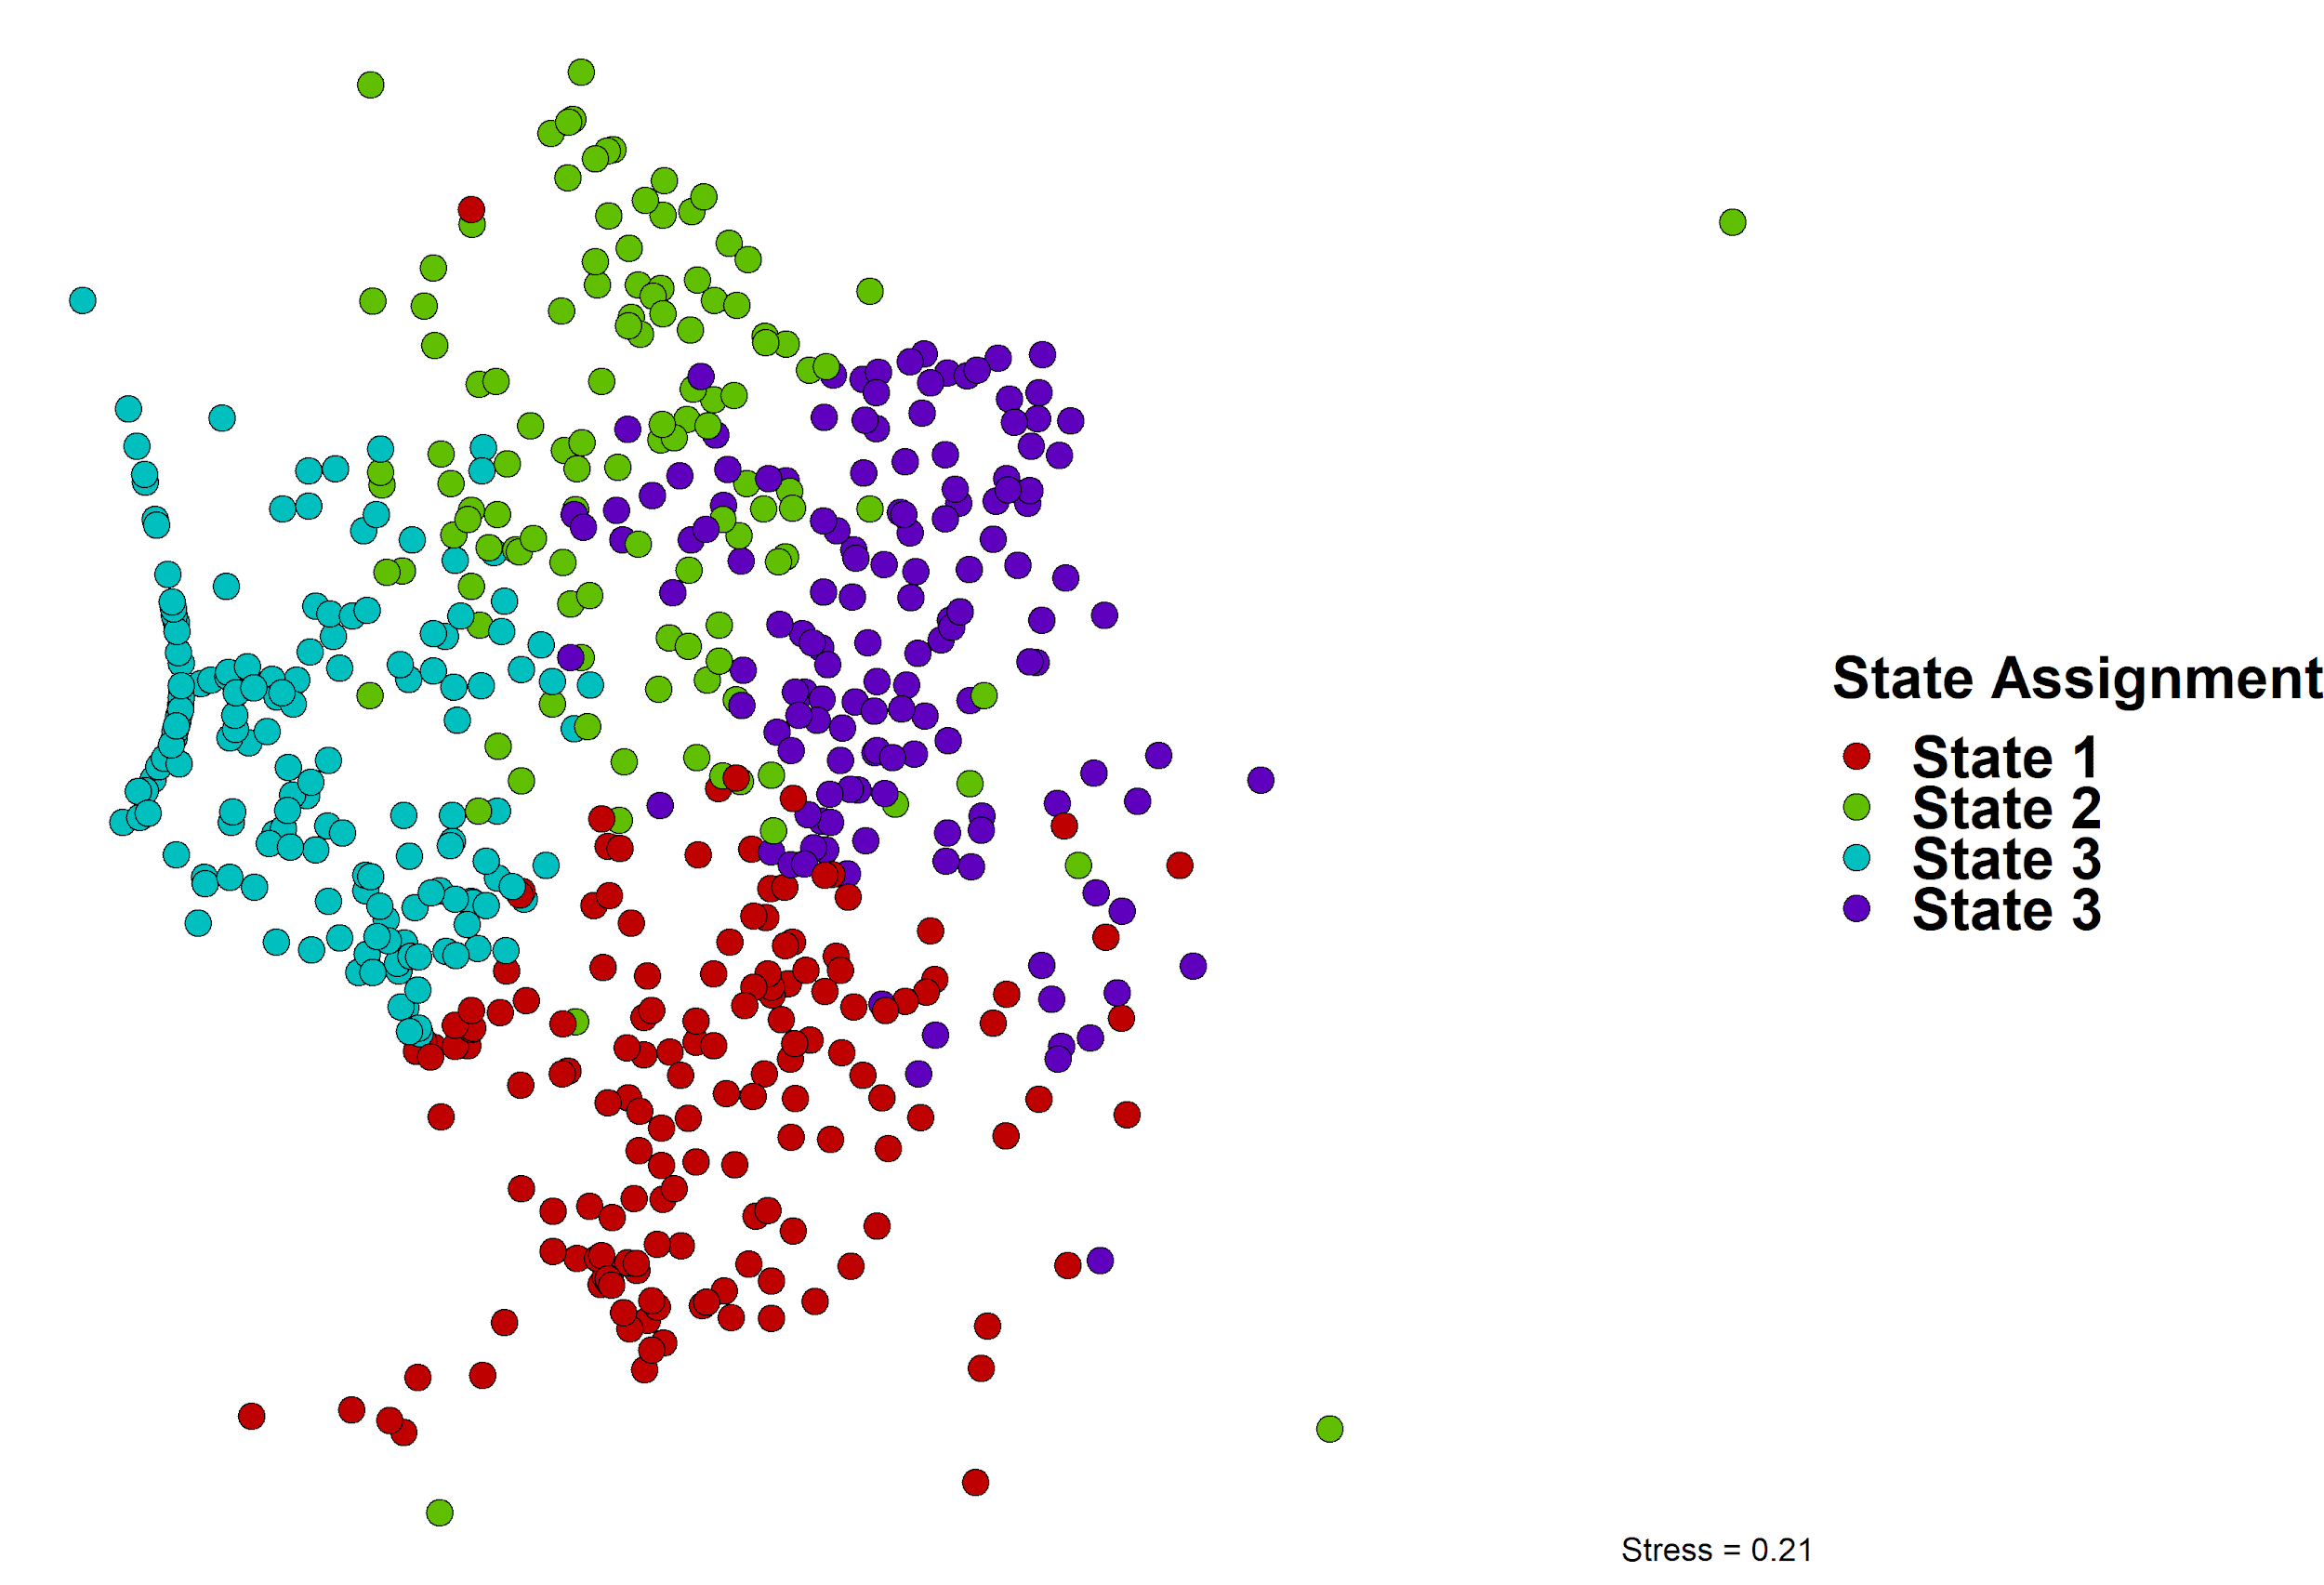 State Assignment
State 1
State 2
State 3
State 3
Stress = 0.21